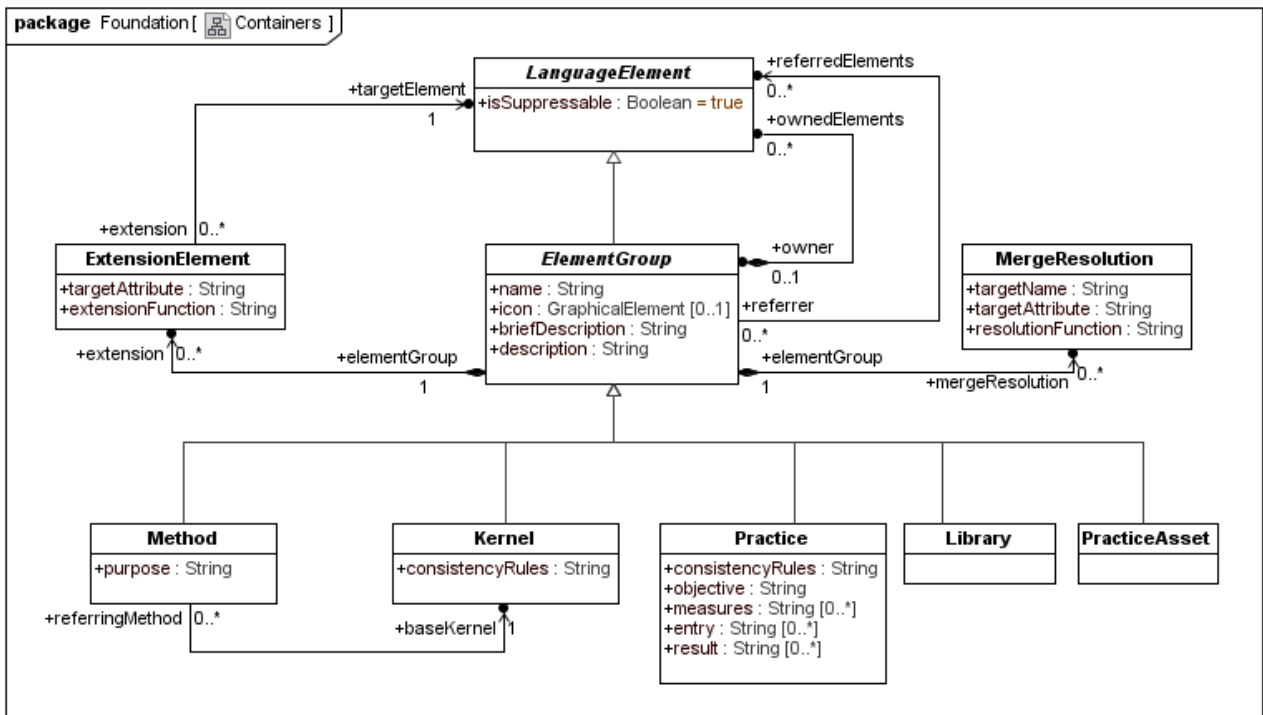 package Foundation [ Containers ]
LanguageElement
+isSuppressable : Boolean = true
+targetElement
1
+referredElements
0..*
+ownedElements
0..*
+extension 0..*
ExtensionElement
+targetAttribute : String
+extensionFunction : String
+extension 0..*
ElementGroup
+name : String
+icon : GraphicalElement [0..1]
+briefDescription : String
+description : String
+owner
0..1
+referrer
0..*
+elementGroup
1
+elementGroup
1
MergeResolution
+targetName : String
+targetAttribute : String
+resolutionFunction : String
+mergeResolution 0..*
Method
+purpose : String
+referringMethod 0..*
Kernel
+consistencyRules : String
+baseKernel 1
Practice
+consistencyRules : String
+objective : String
+measures : String [0..*]
+entry : String [0..*]
+result : String [0..*]
Library
PracticeAsset